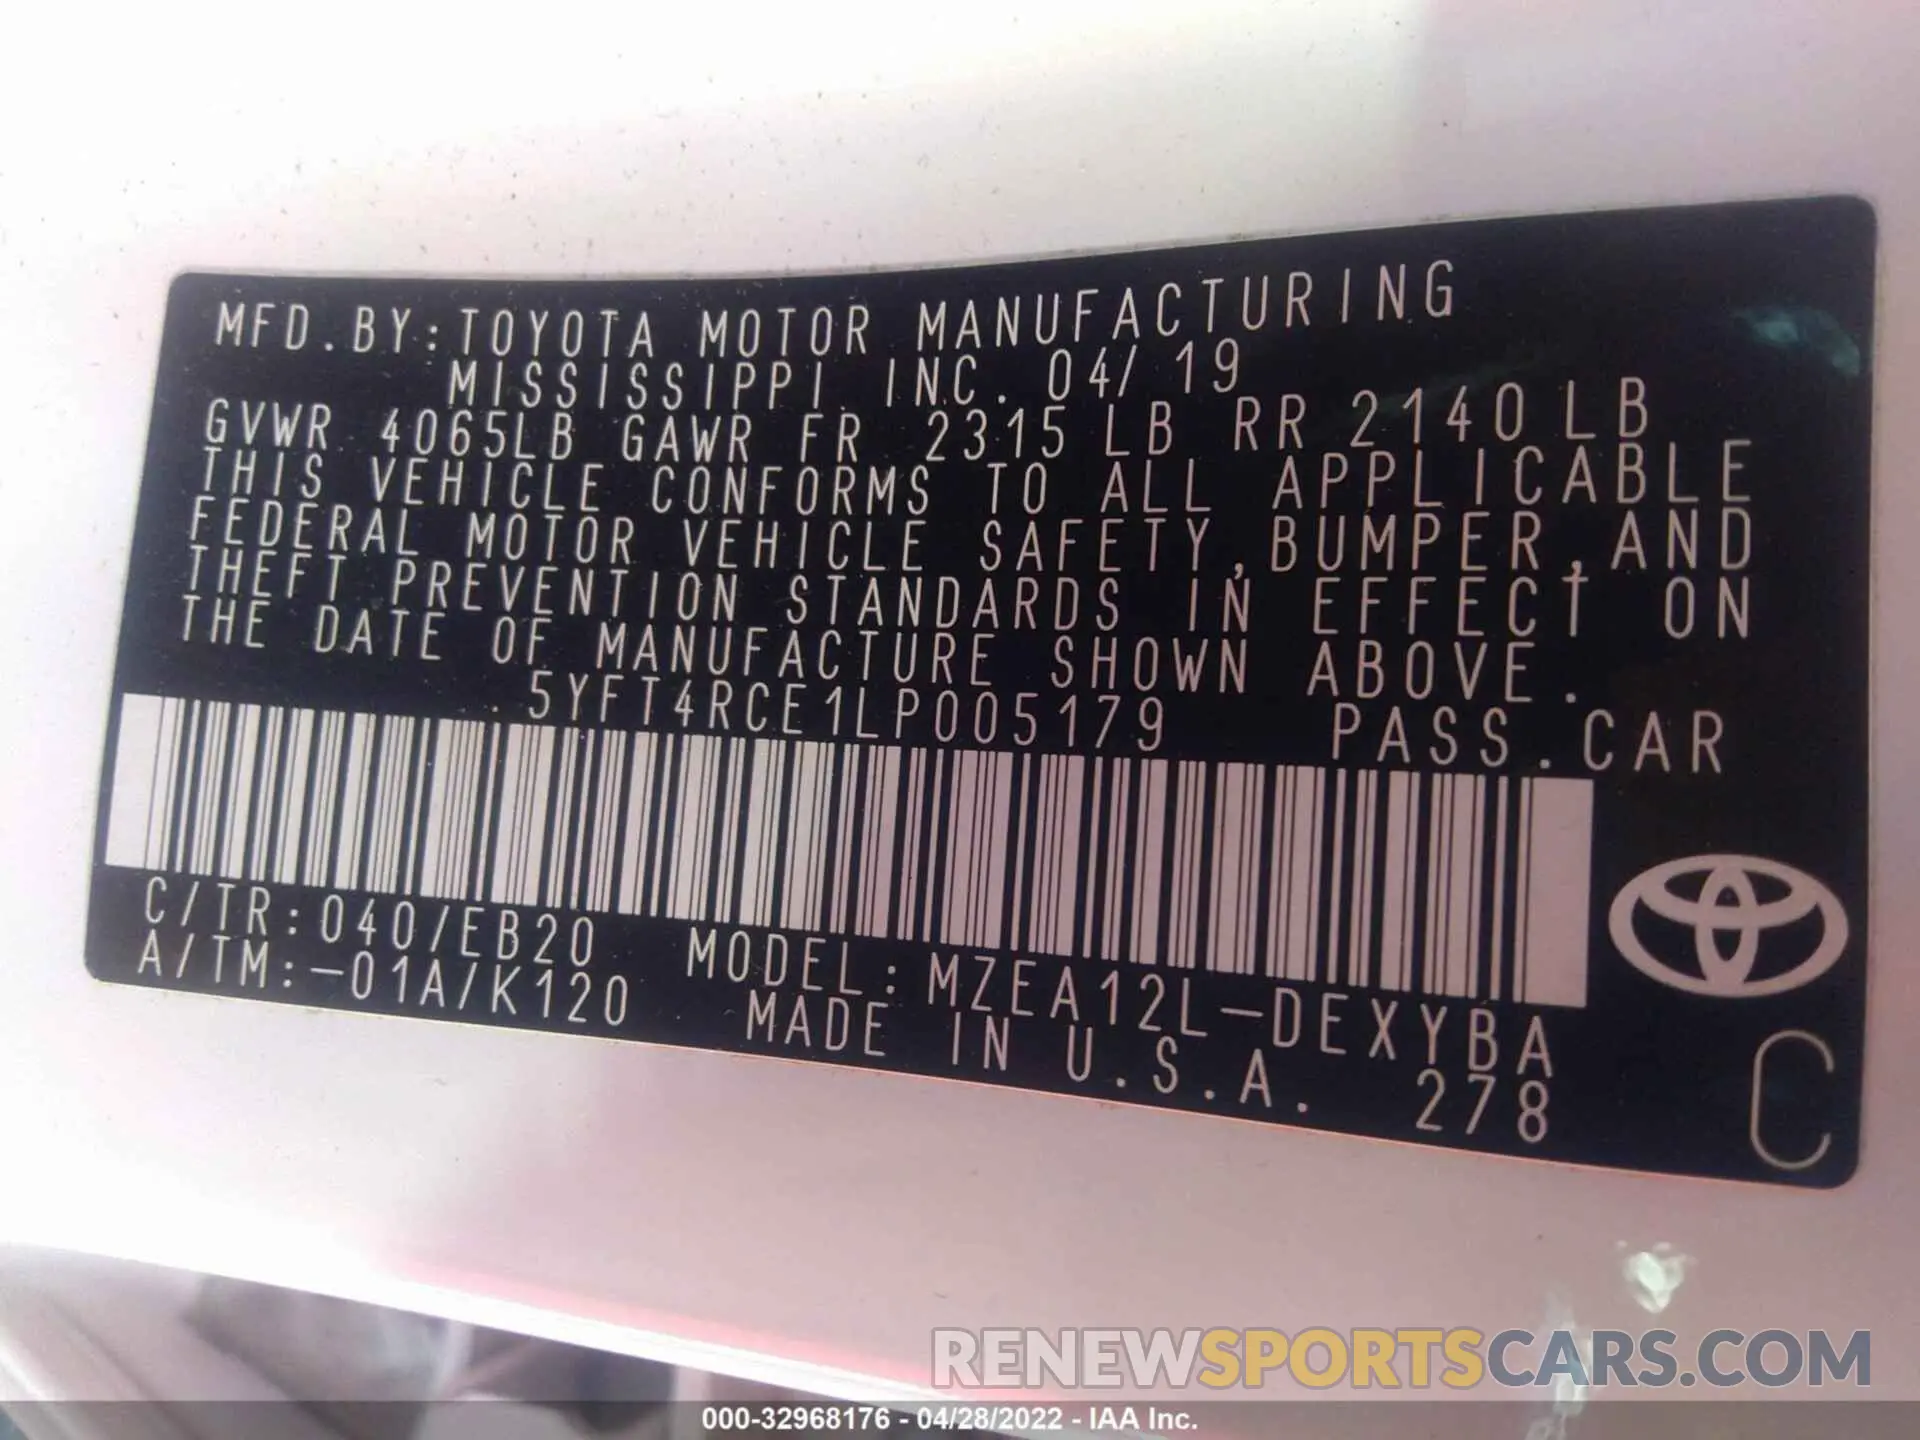 MFD.BY:TOYOTA MOTOR MANUFACTURING
MISSISSIPPI, INC. 04/19
GVWR 4065LB GAWR FR 2315LB RR 2140LB
THIS VEHICLE CONFORMS TO ALL APPLICABLE
FEDERAL MOTOR VEHICLE SAFETY,BUMPER,AND
THEFT PREVENTION STANDARDS IN EFFECT ON
THE DATE OF MANUFACTURE SHOWN ABOVE.
5YFT4RCE1LP005179 PASS.CAR
C/TR:040/EB20 MODEL:MZEA12L-DEXYBA
A/TM:-01A/K120 MADE IN U.S.A. 278
C
RENEWSPORTSCARS.COM
000-32968176 - 04/28/2022 - IAA Inc.